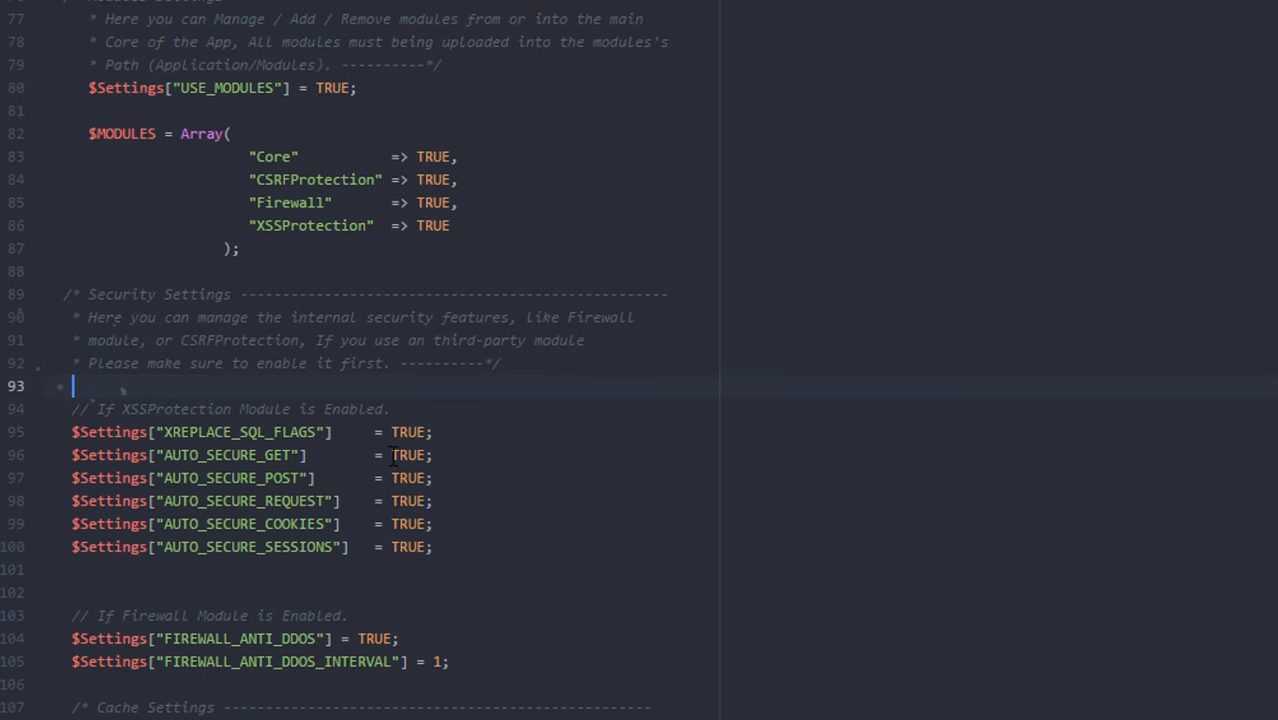 77 * Here you can Manage / Add / Remove modules from or into the main
78 * Core of the App, All modules must being uploaded into the modules's
79 * Path (Application/Modules). ----------*/
80 $Settings["USE_MODULES"] = TRUE;
81
82 $MODULES = Array(
83 "Core" => TRUE,
84 "CSRFProtection" => TRUE,
85 "Firewall" => TRUE,
86 "XSSProtection" => TRUE
87 );
88
89 /* Security Settings ---------------------------------------------------
90 * Here you can manage the internal security features, like Firewall
91 * module, or CSRFProtection, If you use an third-party module
92 * Please make sure to enable it first. ----------*/
93
94 // If XSSProtection Module is Enabled.
95 $Settings["XREPLACE_SQL_FLAGS"] = TRUE;
96 $Settings["AUTO_SECURE_GET"] = TRUE;
97 $Settings["AUTO_SECURE_POST"] = TRUE;
98 $Settings["AUTO_SECURE_REQUEST"] = TRUE;
99 $Settings["AUTO_SECURE_COOKIES"] = TRUE;
100 $Settings["AUTO_SECURE_SESSIONS"] = TRUE;
101
102
103 // If Firewall Module is Enabled.
104 $Settings["FIREWALL_ANTI_DDOS"] = TRUE;
105 $Settings["FIREWALL_ANTI_DDOS_INTERVAL"] = 1;
106
107 /* Cache Settings ---------------------------------------------------